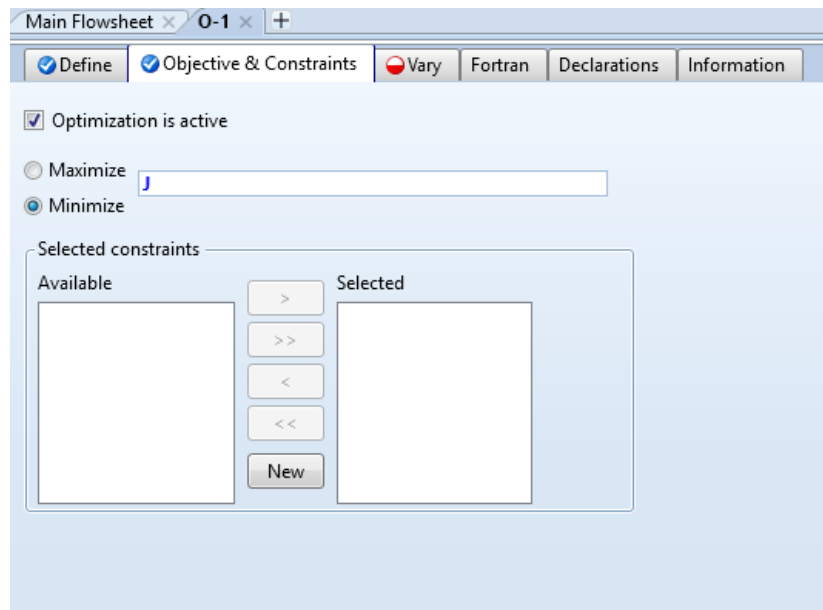 Main Flowsheet × O-1 × +
Define Objective & Constraints Vary Fortran Declarations Information
Optimization is active
Maximize
J
Minimize
Selected constraints
Available Selected
>
>>
<
<<
New